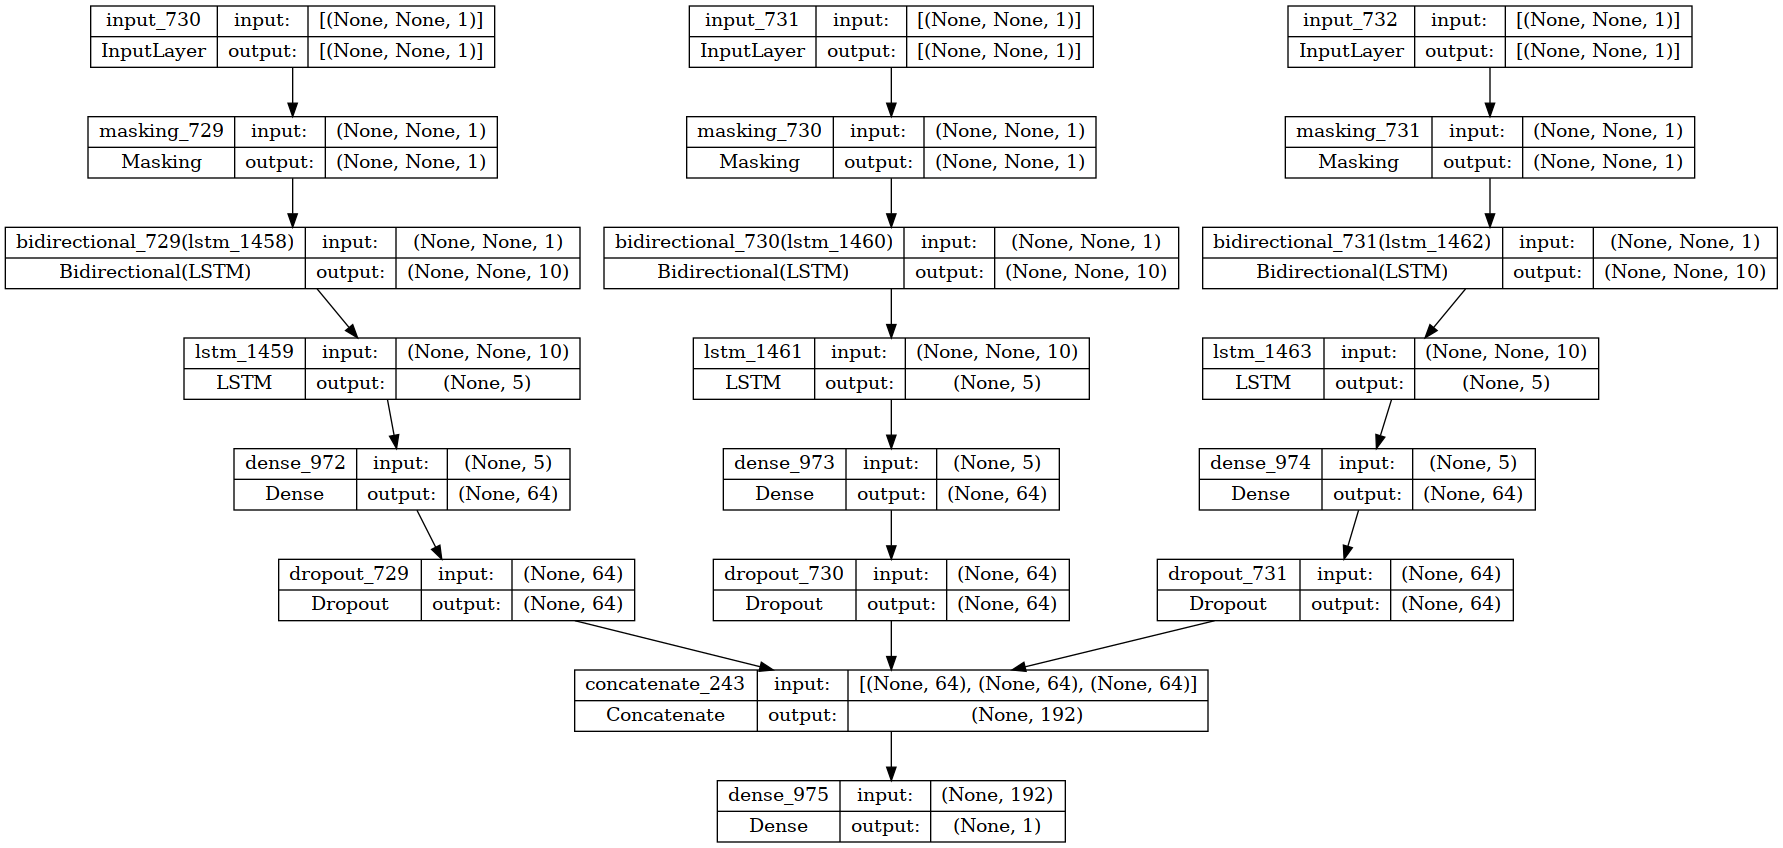 input_730 input: [(None, None, 1)]
InputLayer output: [(None, None, 1)]
input_731 input: [(None, None, 1)]
InputLayer output: [(None, None, 1)]
input_732 input: [(None, None, 1)]
InputLayer output: [(None, None, 1)]
masking_729 input: (None, None, 1)
Masking output: (None, None, 1)
masking_730 input: (None, None, 1)
Masking output: (None, None, 1)
masking_731 input: (None, None, 1)
Masking output: (None, None, 1)
bidirectional_729(lstm_1458) input: (None, None, 1)
Bidirectional(LSTM) output: (None, None, 10)
bidirectional_730(lstm_1460) input: (None, None, 1)
Bidirectional(LSTM) output: (None, None, 10)
bidirectional_731(lstm_1462) input: (None, None, 1)
Bidirectional(LSTM) output: (None, None, 10)
lstm_1459 input: (None, None, 10)
LSTM output: (None, 5)
lstm_1461 input: (None, None, 10)
LSTM output: (None, 5)
lstm_1463 input: (None, None, 10)
LSTM output: (None, 5)
dense_972 input: (None, 5)
Dense output: (None, 64)
dense_973 input: (None, 5)
Dense output: (None, 64)
dense_974 input: (None, 5)
Dense output: (None, 64)
dropout_729 input: (None, 64)
Dropout output: (None, 64)
dropout_730 input: (None, 64)
Dropout output: (None, 64)
dropout_731 input: (None, 64)
Dropout output: (None, 64)
concatenate_243 input: [(None, 64), (None, 64), (None, 64)]
Concatenate output: (None, 192)
dense_975 input: (None, 192)
Dense output: (None, 1)